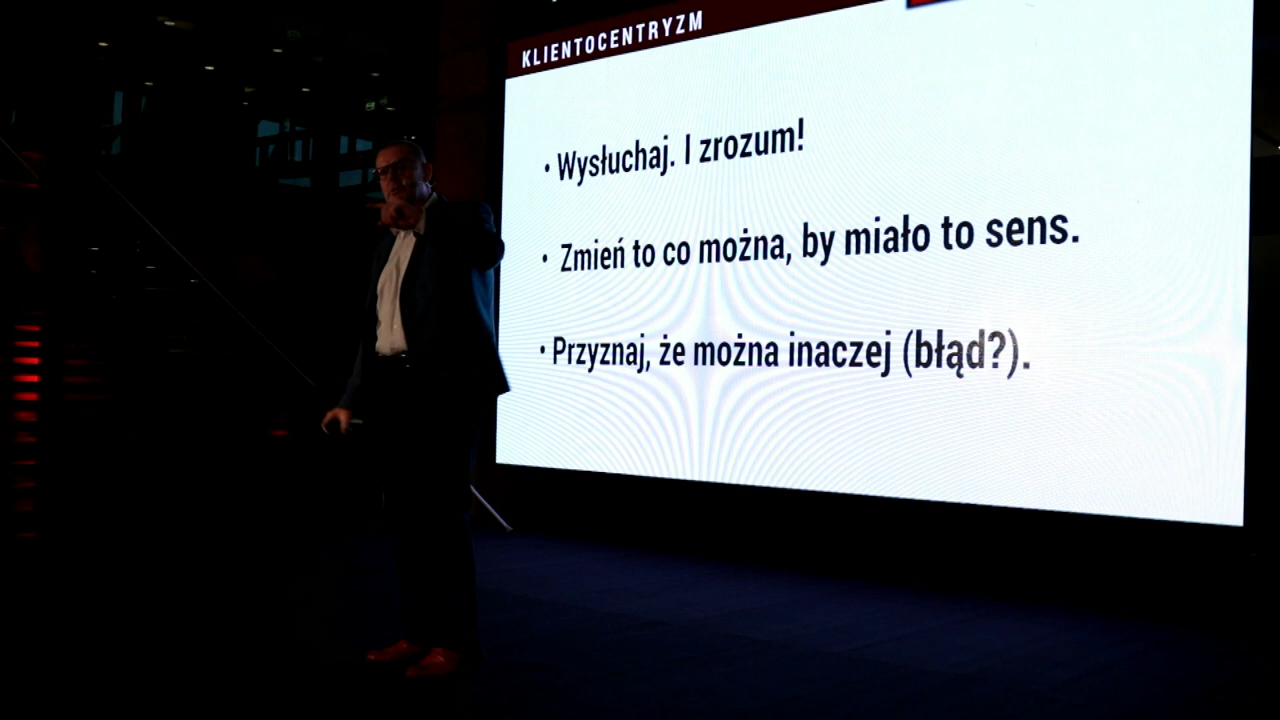 KLIENTOCENTRYZM
• Wysłuchaj. I zrozum!
• Zmień to co można, by miało to sens.
• Przyznaj, że można inaczej (błąd?).